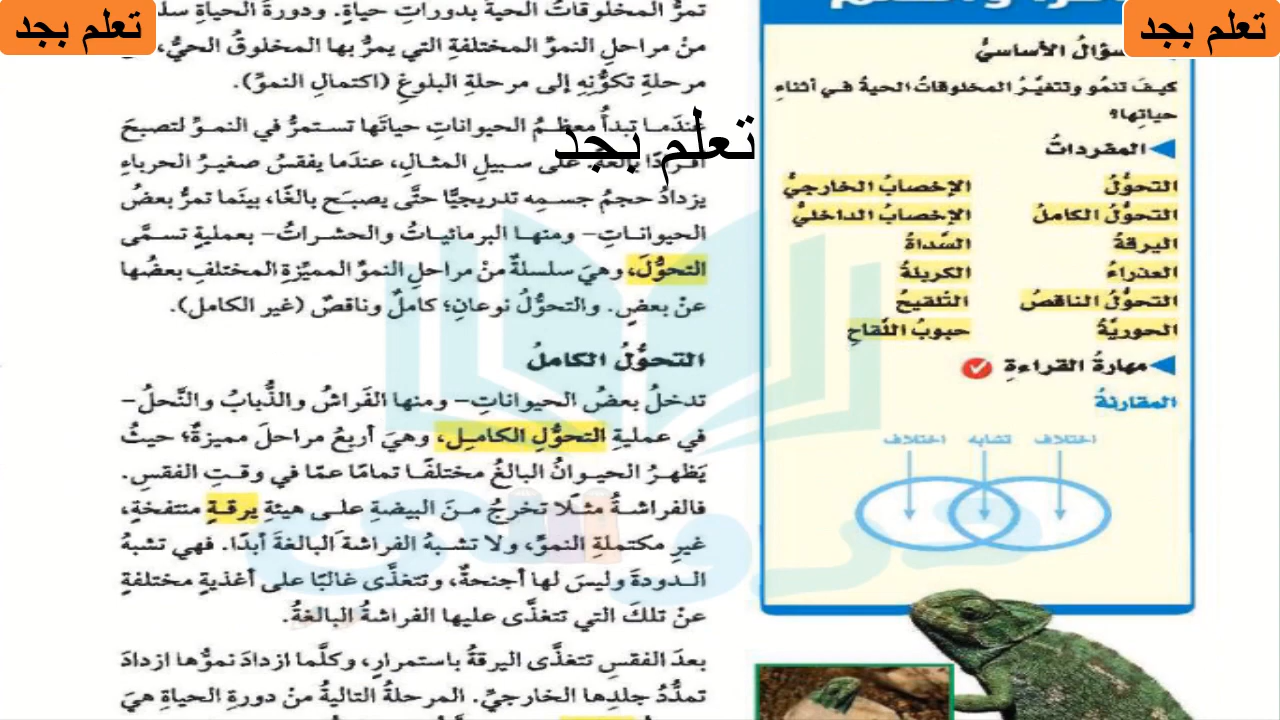 تعلم بجد
تعلم بجد
السؤالُ الأساسيُّ
كيفَ تنمُو وتتغيَّرُ المخلوقاتُ الحيةُ في أثناءِ
حياتِها؟
المفرداتُ
التحوُّلُ
الإخصابُ الخارجيُّ
التحوُّلُ الكاملُ
الإخصابُ الداخليُّ
اليرقةُ
السَّداةُ
العذراءُ
الكربلةُ
التحوُّلُ الناقصُ
التَّلقيحُ
الحوريَّةُ
حبوبُ اللَّقاحِ
مهارةُ القراءةِ
المقارنةُ
اختلاف تشابه اختلاف
تمرُّ المخلوقاتُ الحيةُ بدوراتِ حياةٍ. ودورةُ الحياةِ
منْ مراحلِ النموِّ المختلفةِ التي يمرُّ بها المخلوقُ الحيُّ،
مرحلةِ تكوُّنِهِ إلى مرحلةِ البلوغِ (اكتمالِ النموِّ).
عندَما تبدأُ معظمُ الحيواناتِ حياتَها تستمرُّ في النموِّ لتصبحَ
تعلم بجد
أفرادًا بالغةً. على سبيلِ المثالِ، عندَما يفقسُ صغيرُ الحرباءِ
يزدادُ حجمُ جسمِه تدريجيًّا حتَّى يصبحَ بالغًا، بينَما تمرُّ بعضُ
الحيواناتِ- ومنها البرمائياتُ والحشراتُ- بعمليةٍ تسمَّى
التحوُّلَ، وهيَ سلسلةٌ منْ مراحلِ النموِّ المميَّزةِ المختلفِ بعضُها
عنْ بعضٍ. والتحوُّلُ نوعانِ؛ كاملٌ وناقصٌ (غير الكامل).
التحوُّلُ الكاملُ
تدخلُ بعضُ الحيواناتِ- ومنها الفَراشُ والذُّبابُ والنَّحلُ-
في عمليةِ التحوُّلِ الكاملِ، وهيَ أربعُ مراحلَ مميزةٌ؛ حيثُ
يَظهرُ الحيوانُ البالغُ مختلفًا تمامًا عمّا في وقتِ الفقسِ.
فالفراشةُ مثلًا تخرجُ منَ البيضةِ على هيئةِ يرقةٍ منتفخةٍ،
غيرِ مكتملةِ النموِّ، ولا تشبهُ الفراشةَ البالغةَ أبدًا. فهي تشبهُ
الدودةَ وليسَ لها أجنحةٌ، وتتغذَّى غالبًا على أغذيةٍ مختلفةٍ
عنْ تلكَ التي تتغذَّى عليها الفراشةُ البالغةُ.
بعدَ الفقسِ تتغذَّى اليرقةُ باستمرارٍ، وكلَّما ازدادَ نموُّها ازدادَ
تمدُّدُ جلدِها الخارجيِّ. المرحلةُ التاليةُ منْ دورةِ الحياةِ هيَ